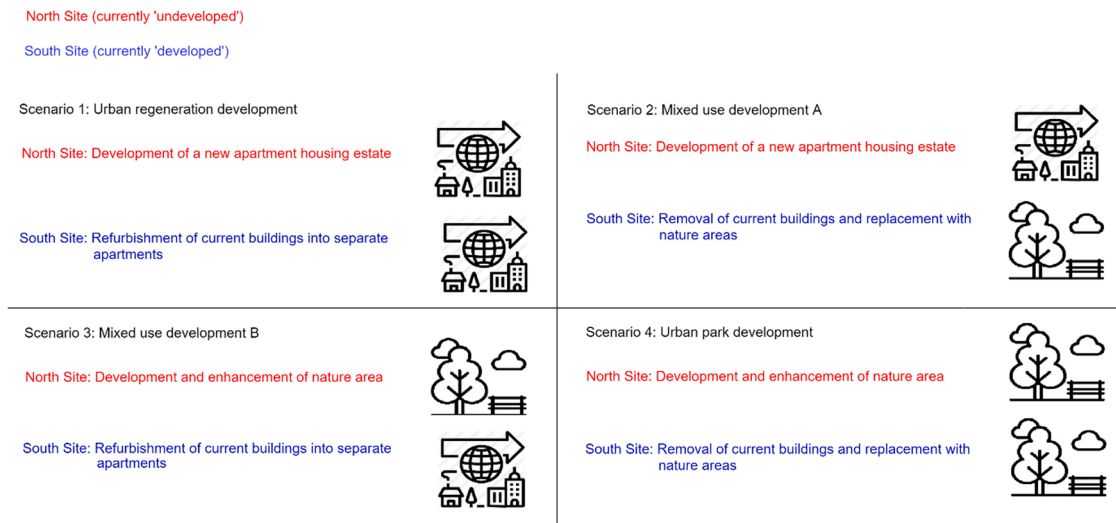 North Site (currently 'undeveloped')
South Site (currently 'developed')
Scenario 1: Urban regeneration development
North Site: Development of a new apartment housing estate
South Site: Refurbishment of current buildings into separate
apartments
Scenario 2: Mixed use development A
North Site: Development of a new apartment housing estate
South Site: Removal of current buildings and replacement with
nature areas
Scenario 3: Mixed use development B
North Site: Development and enhancement of nature area
South Site: Refurbishment of current buildings into separate
apartments
Scenario 4: Urban park development
North Site: Development and enhancement of nature area
South Site: Removal of current buildings and replacement with
nature areas